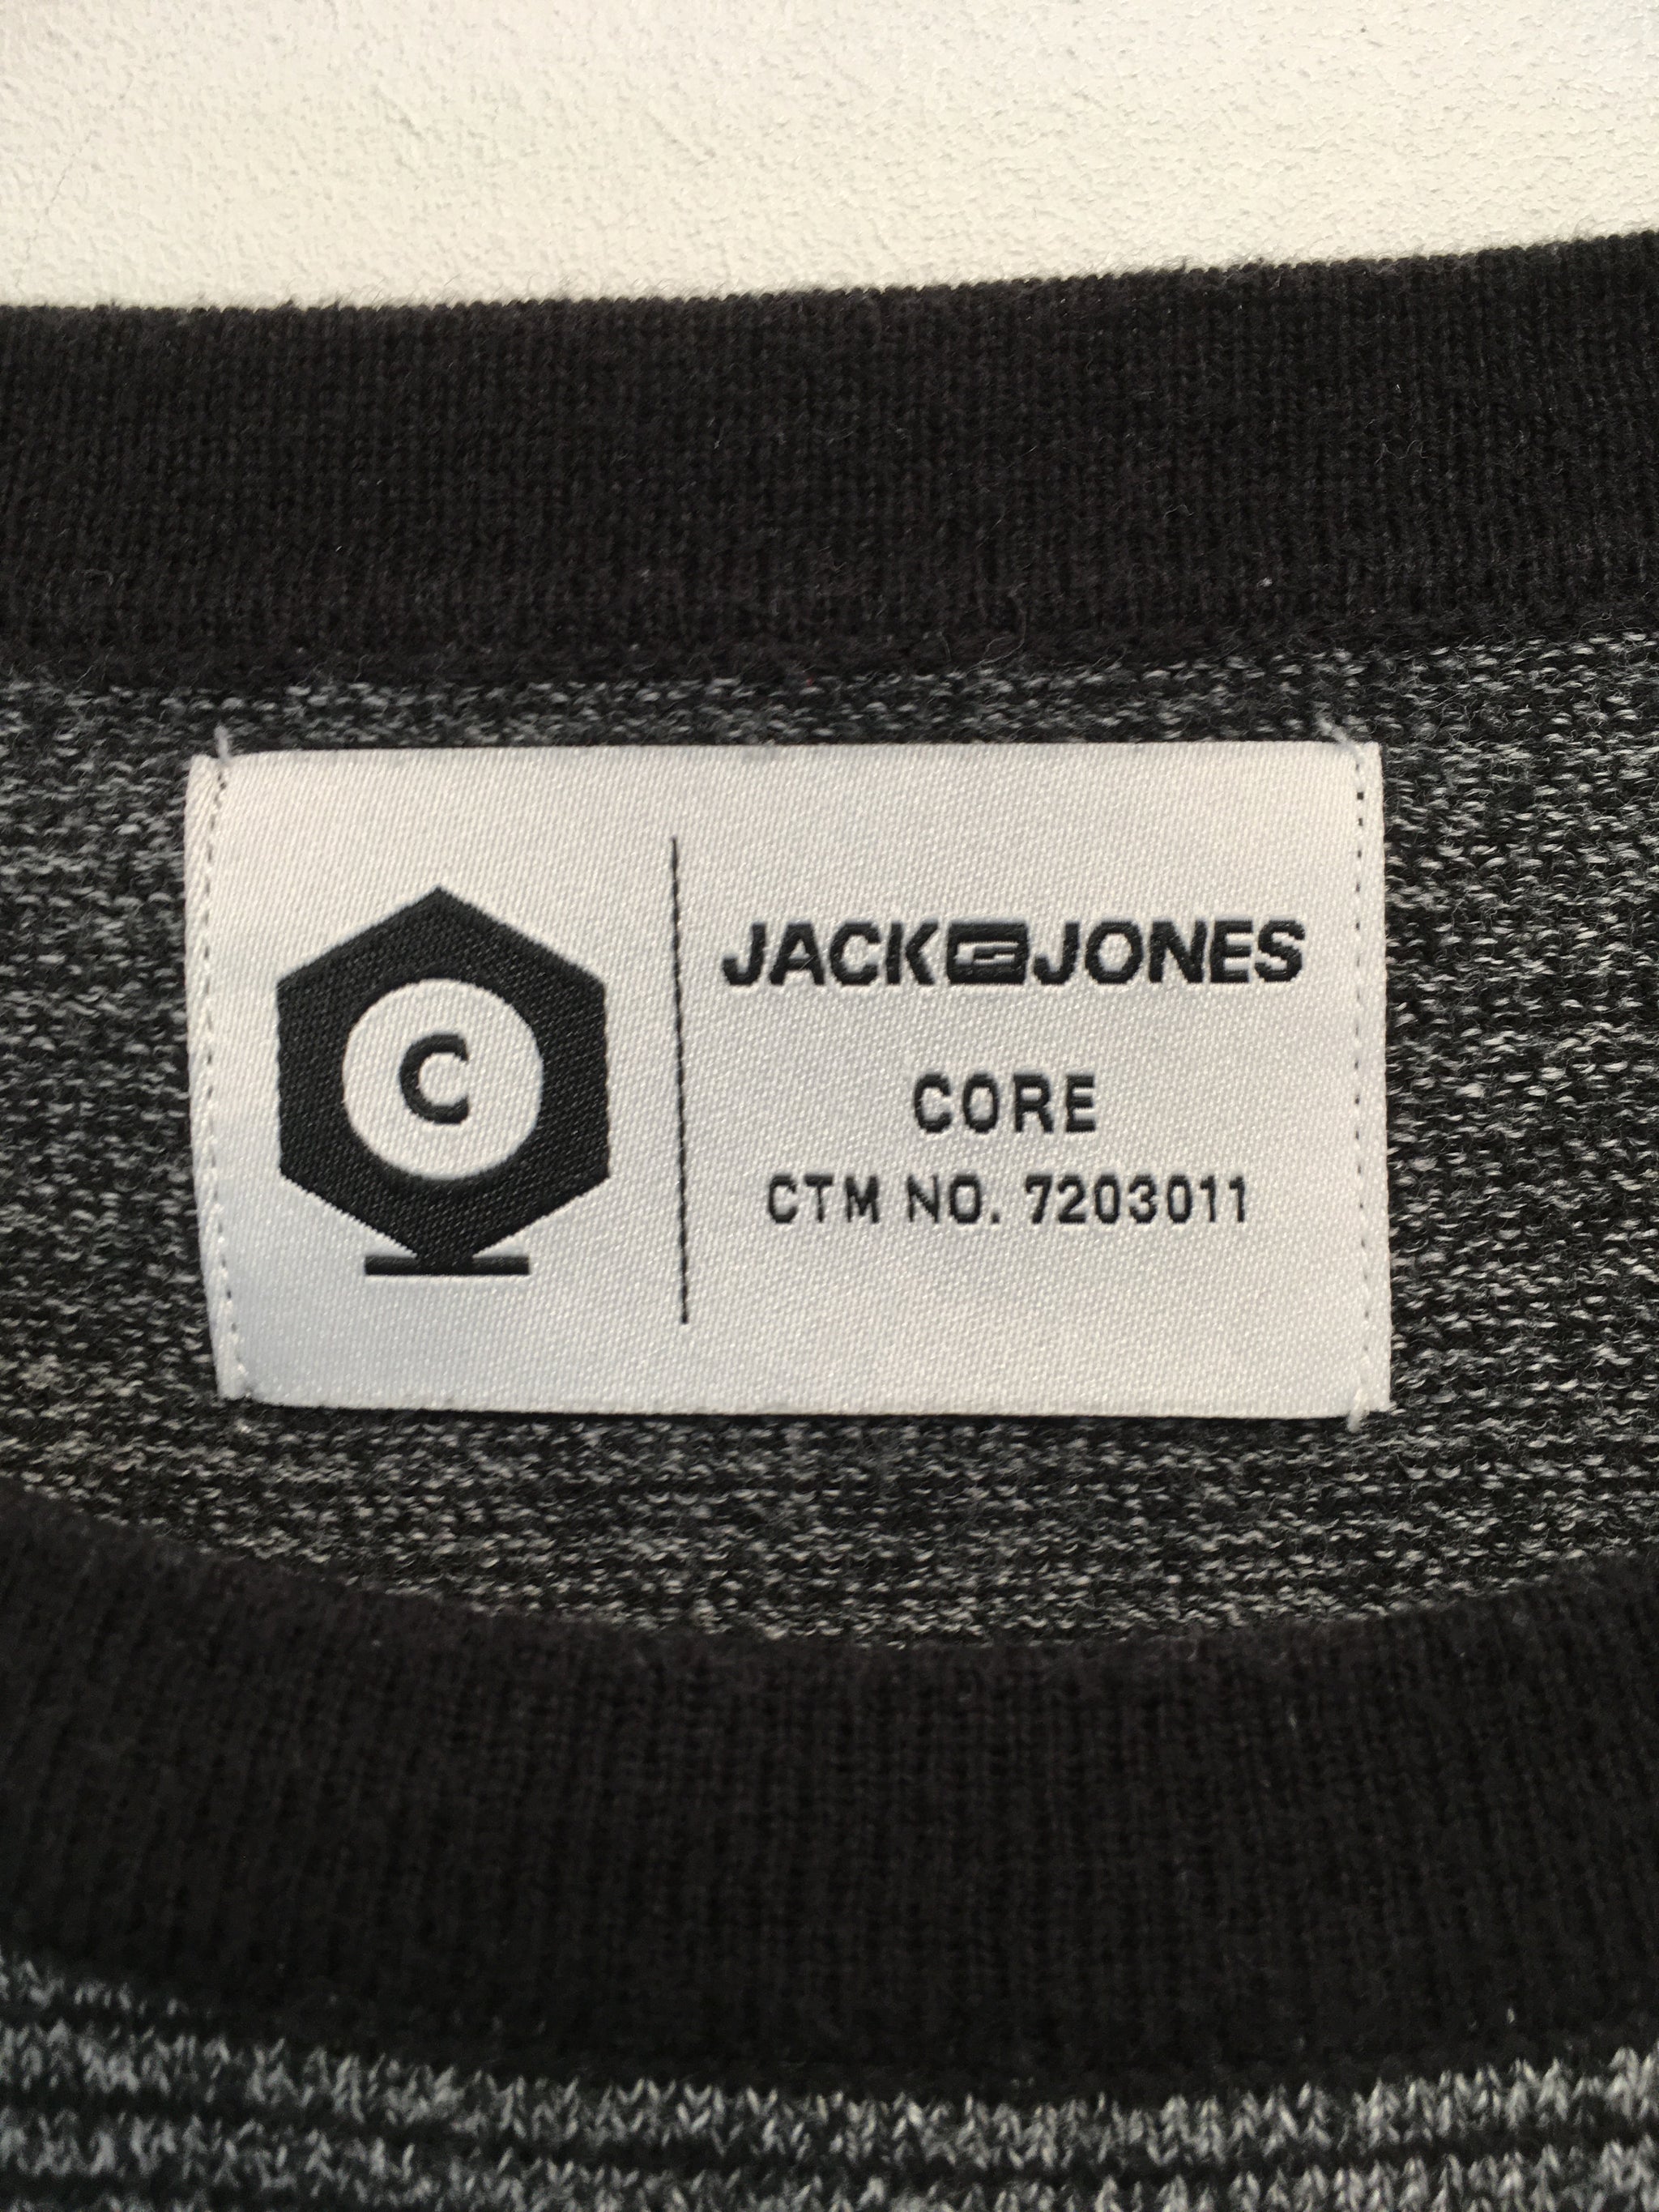 C
JACK & JONES
CORE
CTM NO. 7203011